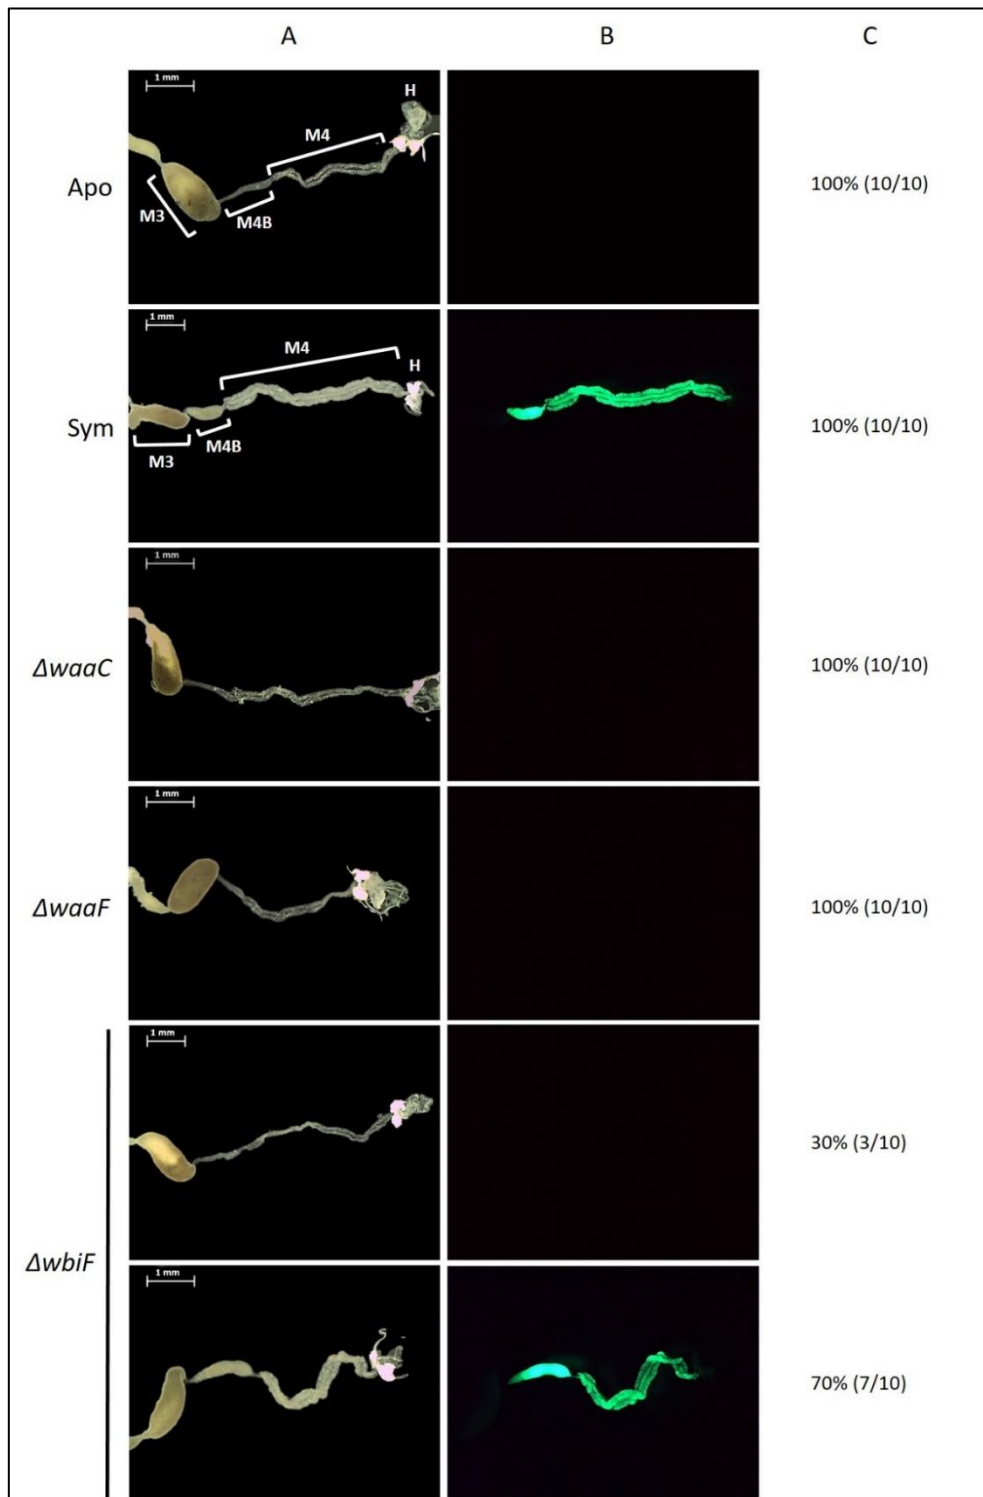 A B C
1 mm
H
M4
Apo
M3
M4B
100% (10/10)
1 mm
M4
H
Sym
M3
M4B
100% (10/10)
1 mm
ΔwaaC
100% (10/10)
1 mm
ΔwaaF
100% (10/10)
1 mm
30% (3/10)
ΔwbiF
1 mm
70% (7/10)